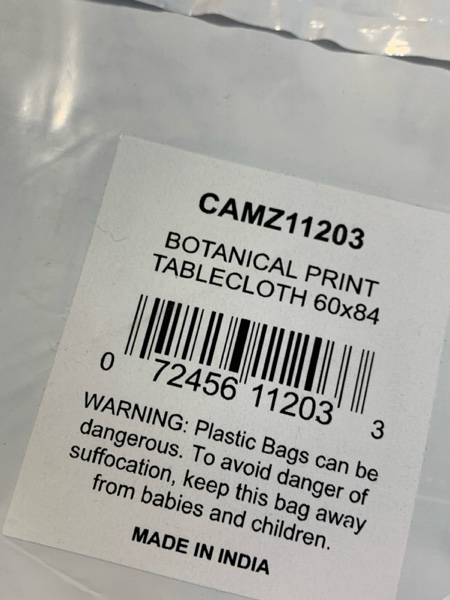 CAMZ11203
BOTANICAL PRINT
TABLECLOTH 60x84
0 72456 11203 3
WARNING: Plastic Bags can be
dangerous. To avoid danger of
suffocation, keep this bag away
from babies and children.
MADE IN INDIA